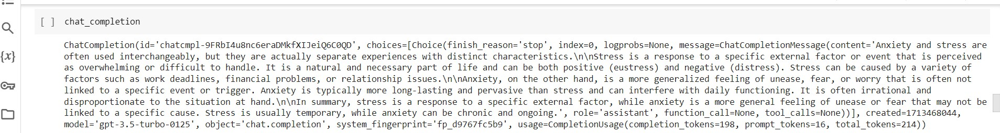 [ ] chat_completion
ChatCompletion(id='chatcmpl-9FRbI4u8nc6eraDMkfXIJeiQ6C0QD', choices=[Choice(finish_reason='stop', index=0, logprobs=None, message=ChatCompletionMessage(content='Anxiety and stress are
often used interchangeably, but they are actually separate experiences with distinct characteristics.\n\nStress is a response to a specific external factor or event that is perceived
as overwhelming or difficult to handle. It is a natural and necessary part of life and can be both positive (eustress) and negative (distress). Stress can be caused by a variety of
factors such as work deadlines, financial problems, or relationship issues.\n\nAnxiety, on the other hand, is a more generalized feeling of unease, fear, or worry that is often not
linked to a specific event or trigger. Anxiety is typically more long-lasting and pervasive than stress and can interfere with daily functioning. It is often irrational and
disproportionate to the situation at hand.\n\nIn summary, stress is a response to a specific external factor, while anxiety is a more general feeling of unease or fear that may not be
linked to a specific cause. Stress is usually temporary, while anxiety can be chronic and ongoing.', role='assistant', function_call=None, tool_calls=None))], created=1713468044,
model='gpt-3.5-turbo-0125', object='chat.completion', system_fingerprint='fp_d9767fc5b9', usage=CompletionUsage(completion_tokens=198, prompt_tokens=16, total_tokens=214))
{x}